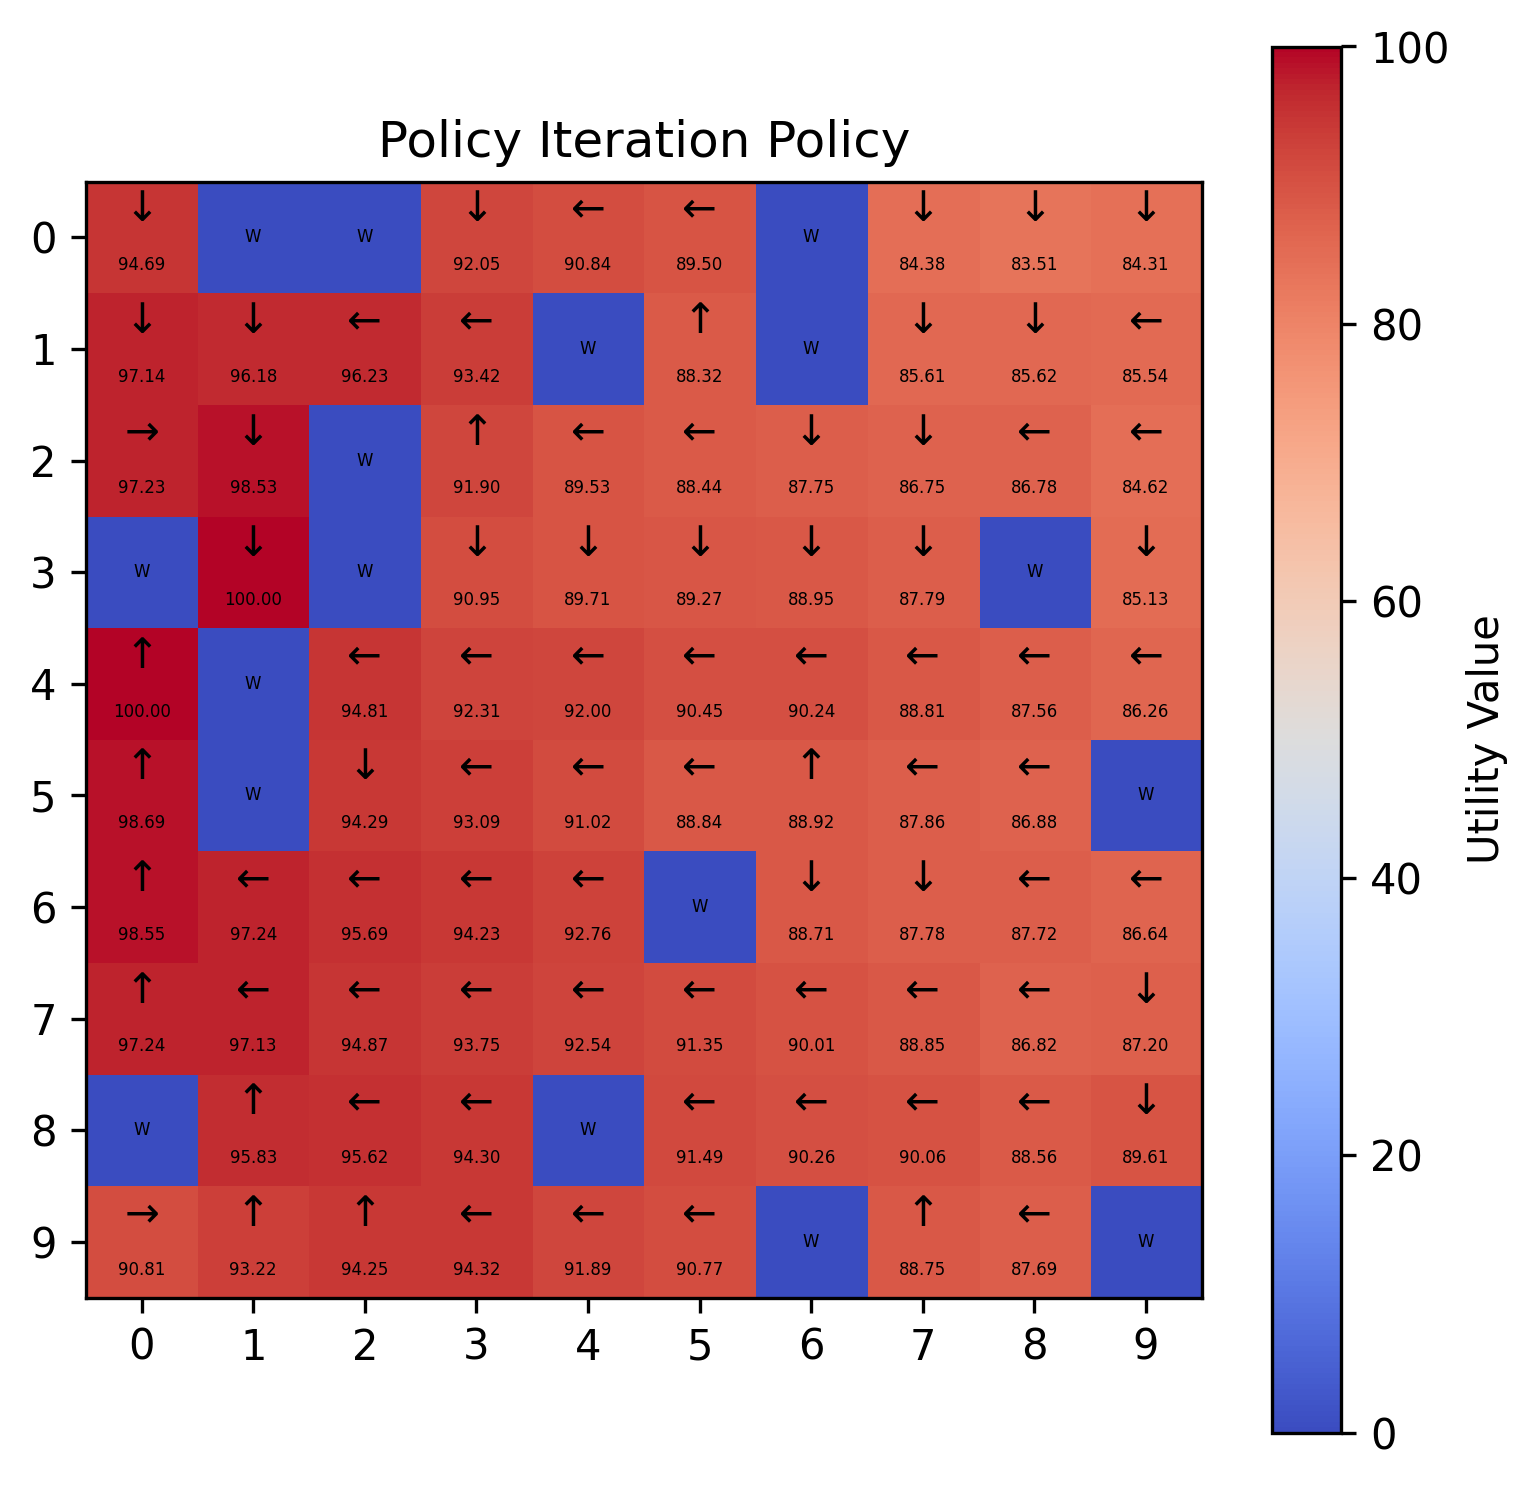 Policy Iteration Policy
↓ W W ↓ ← ← W ↓ ↓ ↓
0 94.69 92.05 90.84 89.50 84.38 83.51 84.31
↓ ↓ ← ← W ↑ W ↓ ↓ ←
1 97.14 96.18 96.23 93.42 88.32 85.61 85.62 85.54
→ ↓ W ↑ ← ← ↓ ↓ ← ←
2 97.23 98.53 91.90 89.53 88.44 87.75 86.75 86.78 84.62
W ↓ W ↓ ↓ ↓ ↓ ↓ W ↓
3 100.00 90.95 89.71 89.27 88.95 87.79 85.13
↑ W ← ← ← ← ← ← ← ←
4 100.00 94.81 92.31 92.00 90.45 90.24 88.81 87.56 86.26
↑ W ↓ ← ← ← ↑ ← ← W
5 98.69 94.29 93.09 91.02 88.84 88.92 87.86 86.88
↑ ← ← ← ← W ↓ ↓ ← ←
6 98.55 97.24 95.69 94.23 92.76 88.71 87.78 87.72 86.64
↑ ← ← ← ← ← ← ← ← ↓
7 97.24 97.13 94.87 93.75 92.54 91.35 90.01 88.85 86.82 87.20
W ↑ ← ← W ← ← ← ← ↓
8 95.83 95.62 94.30 91.49 90.26 90.06 88.56 89.61
→ ↑ ↑ ← ← ← W ↑ ← W
9 90.81 93.22 94.25 94.32 91.89 90.77 88.75 87.69
0 1 2 3 4 5 6 7 8 9
100
80
60
40
20
0
Utility Value